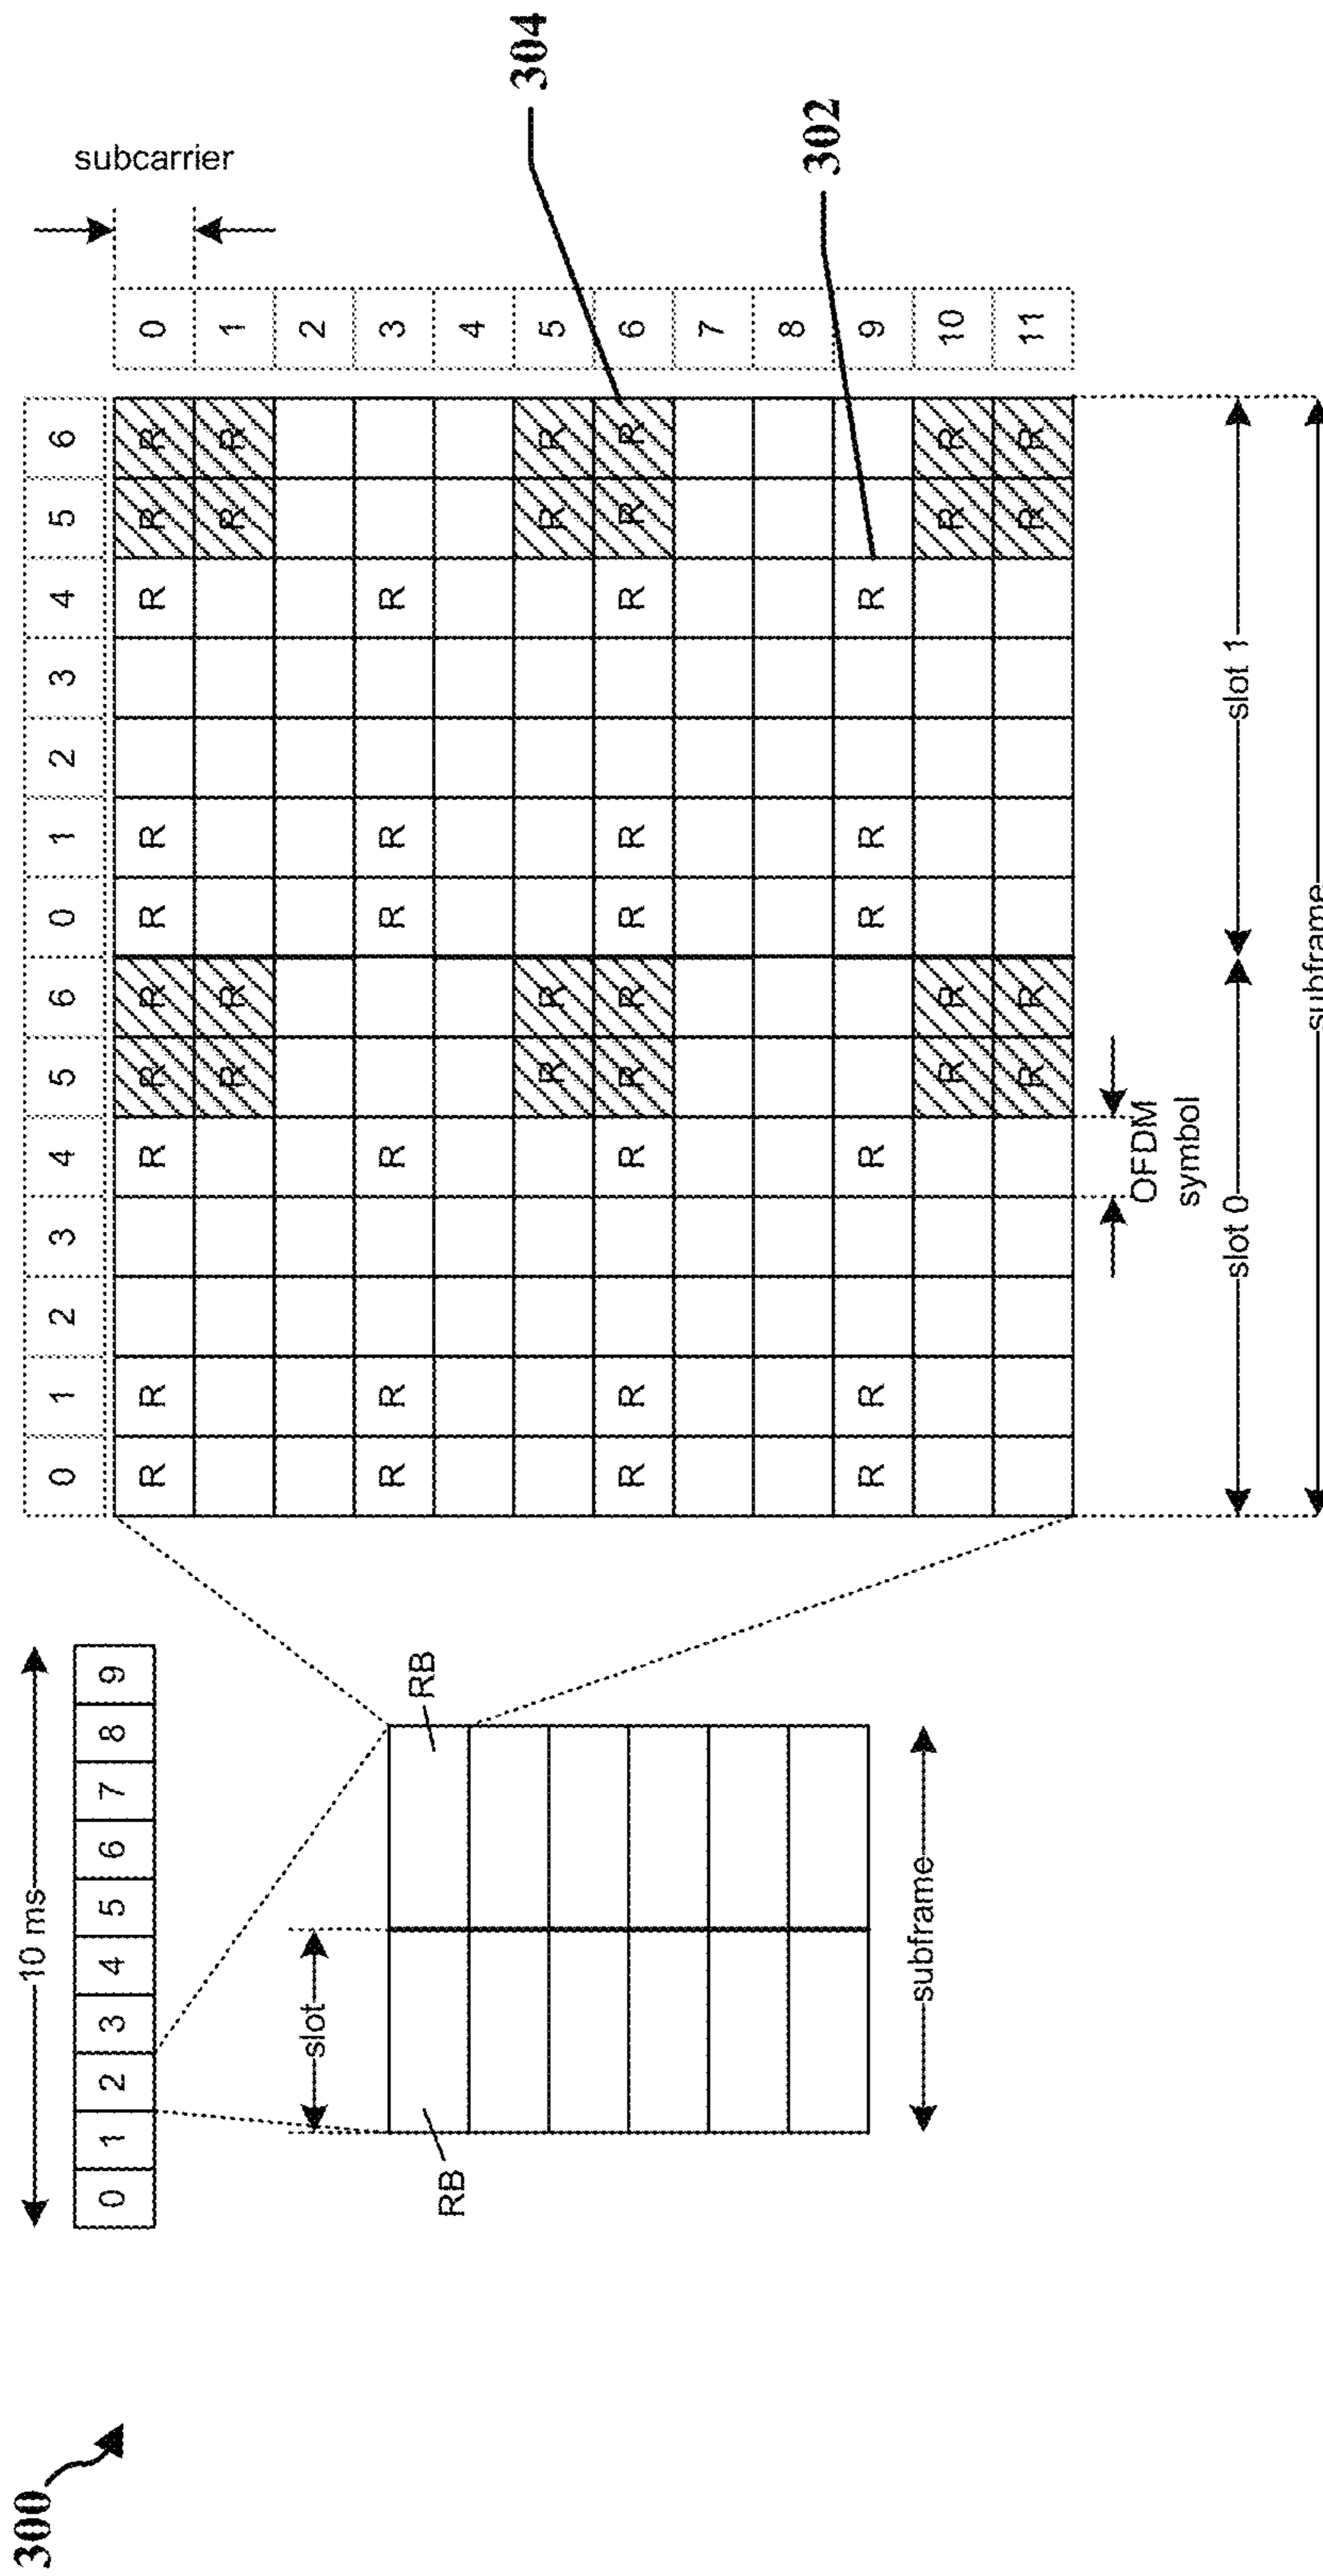 300
10 ms
0 1 2 3 4 5 6 7 8 9
slot
RB
RB
subframe
0 1 2 3 4 5 6 0 1 2 3 4 5 6
subcarrier
R R R R R R R R R R 0
R R R R 1
2
R R R R R R 3
4
R R R R 5
R R R R R R R R R R 6
7
8
R R R R R R 9
R R R R 10
R R R R 11
304
302
OFDM
symbol
slot 0
slot 1
subframe